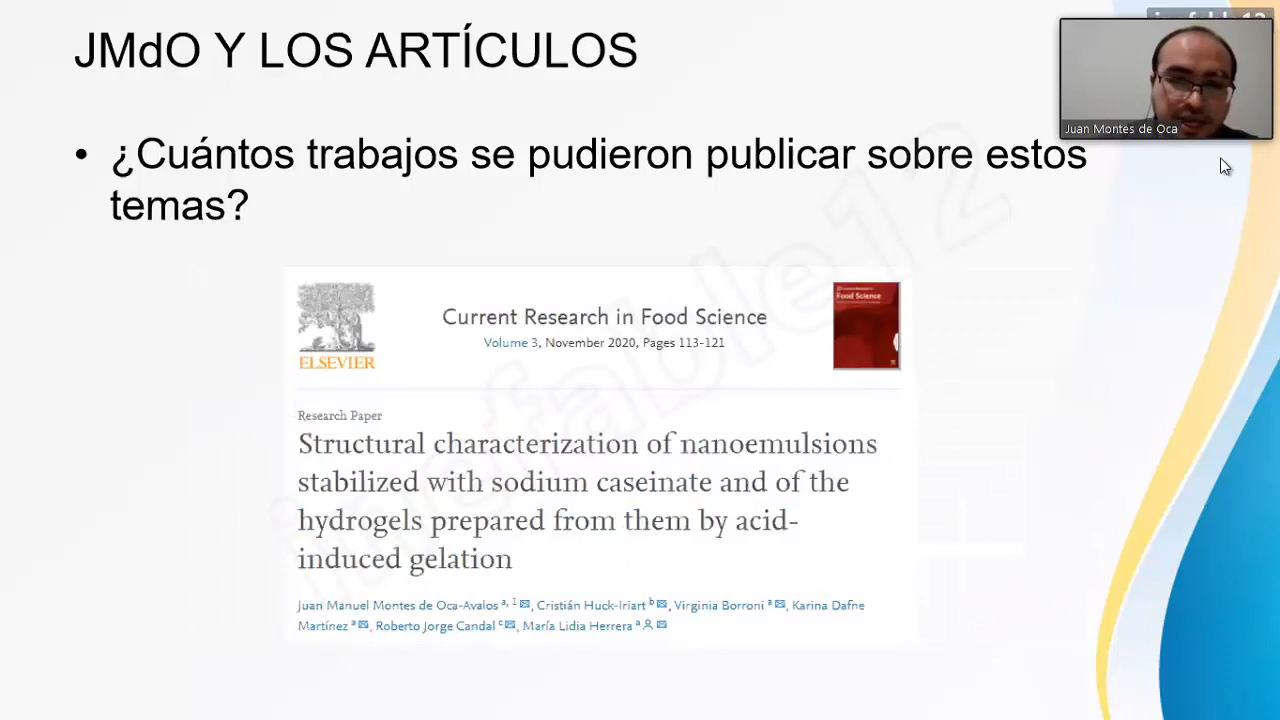 JMdO Y LOS ARTÍCULOS
Juan Montes de Oca
• ¿Cuántos trabajos se pudieron publicar sobre estos
temas?
ELSEVIER
Current Research in Food Science
Volume 3, November 2020, Pages 113-121
Food Science
Research Paper
Structural characterization of nanoemulsions
stabilized with sodium caseinate and of the
hydrogels prepared from them by acid-
induced gelation
Juan Manuel Montes de Oca-Avalos a, 1, Cristián Huck-Iriart b, Virginia Borroni a, Karina Dafne
Martínez a, Roberto Jorge Candal c, María Lidia Herrera a
inefable12